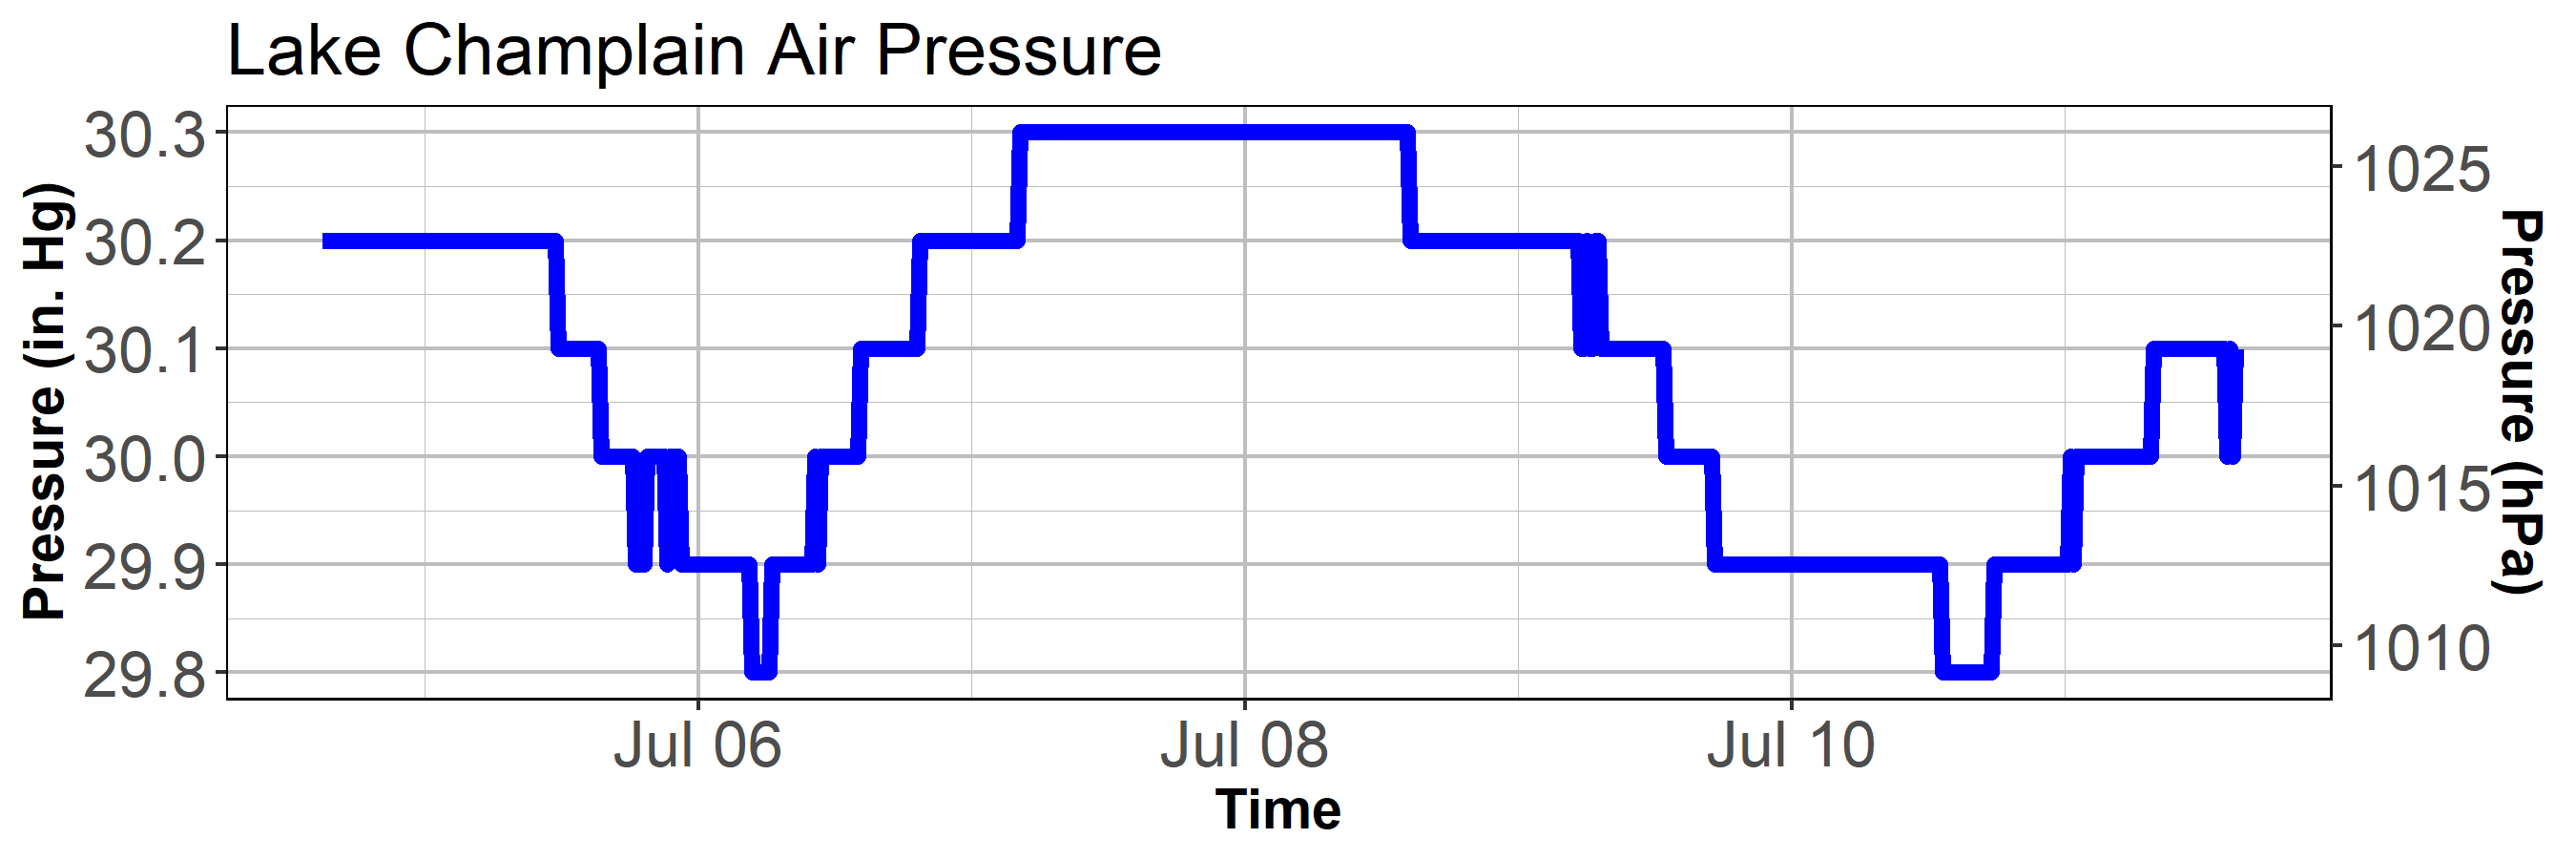 Lake Champlain Air Pressure
Pressure (in. Hg)
30.3
30.2
30.1
30.0
29.9
29.8
1025
1020
1015
1010
Pressure (hPa)
Jul 06
Jul 08
Jul 10
Time